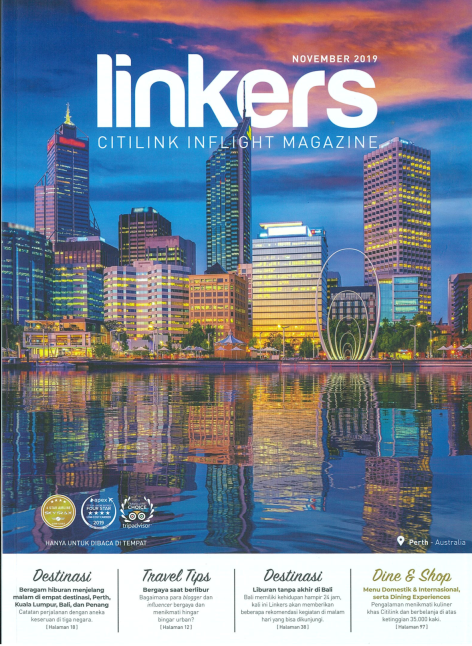 NOVEMBER 2019
linkers
CITILINK INFLIGHT MAGAZINE
apex
FOUR STAR
2019
CHOICE
tripadvisor
HANYA UNTUK DIBACA DI TEMPAT
Perth - Australia
Destinasi
Beragam hiburan menjelang
malam di empat destinasi, Perth,
Kuala Lumpur, Bali, dan Penang
Catatan perjalanan dengan aneka
keseruan di tiga negara.
[ Halaman 18 ]
Travel Tips
Bergaya saat berlibur
Bagaimana para blogger dan
influencer bergaya dan
menikmati hingar
bingar urban?
[ Halaman 12 ]
Destinasi
Liburan tanpa akhir di Bali
Bali memiliki kehidupan hampir 24 jam,
kali ini Linkers akan memberikan
beberapa rekomendasi kegiatan di malam
hari yang bisa dikunjungi.
[ Halaman 38 ]
Dine & Shop
Menu Domestik & Internasional,
serta Dining Experiences
Pengalaman menikmati kuliner
khas Citilink dan berbelanja di atas
ketinggian 35.000 kaki.
[ Halaman 97 ]